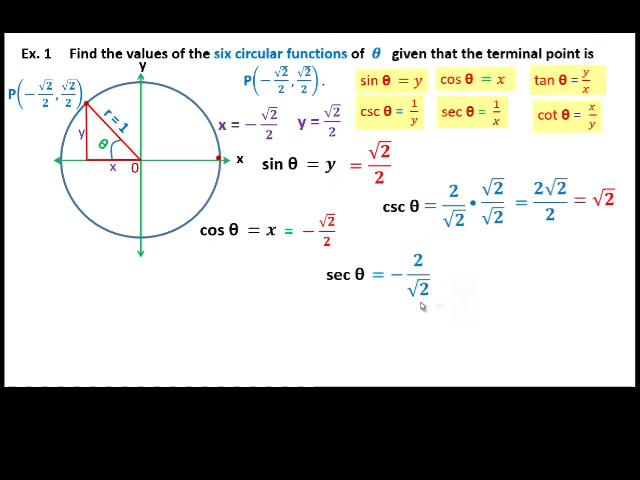 Ex. 1 Find the values of the six circular functions of θ given that the terminal point is
P(−√2/2, √2/2).
sin θ = y
cos θ = x
tan θ = y/x
csc θ = 1/y
sec θ = 1/x
cot θ = x/y
y
P(−√2/2, √2/2)
r = 1
y
θ
x
0
x
x = −√2/2 y = √2/2
sin θ = y = √2/2
csc θ = 2/√2 • √2/√2 = 2√2/2 = √2
cos θ = x = −√2/2
sec θ = −2/√2